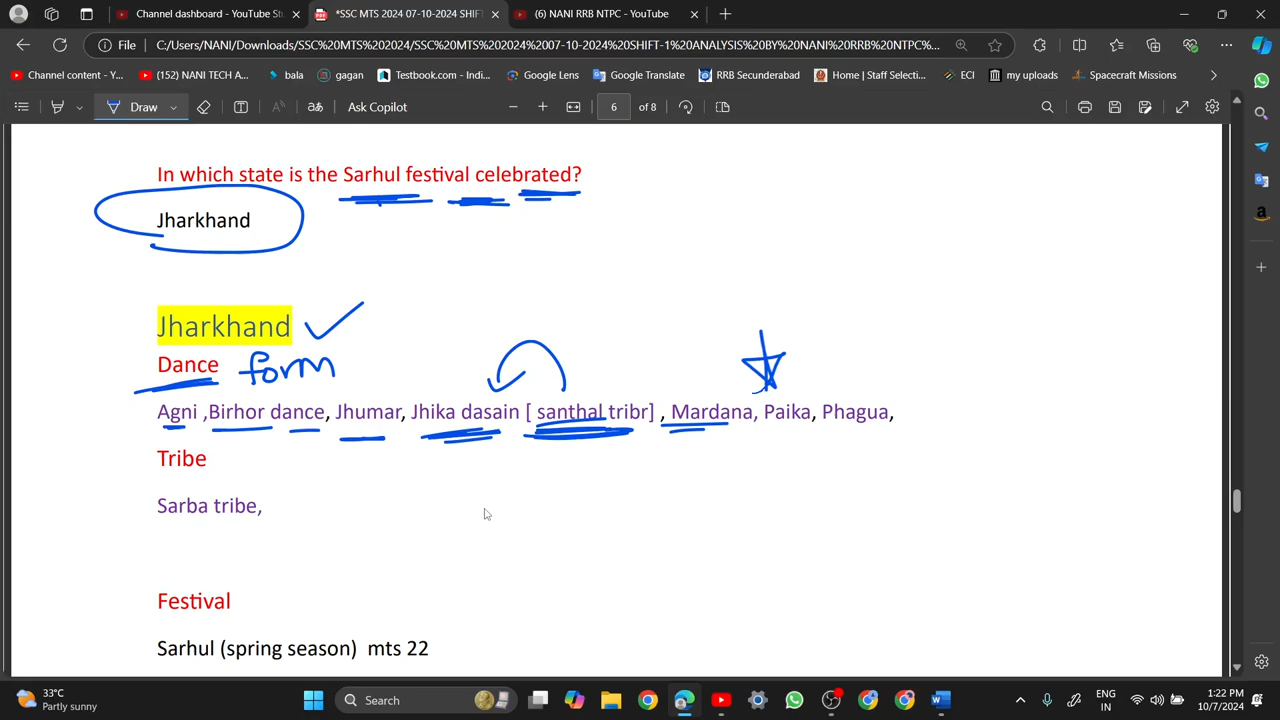 Channel dashboard - YouTube St
*SSC MTS 2024 07-10-2024 SHIFT
(6) NANI RRB NTPC - YouTube
File
C:/Users/NANI/Downloads/SSC%20MTS%202024/SSC%20MTS%202024%2007-10-2024%20SHIFT-1%20ANALYSIS%20BY%20NANI%20RRB%20NTPC%...
Channel content - Y...
(152) NANI TECH A...
bala
gagan
Testbook.com - Indi...
Google Lens
Google Translate
RRB Secunderabad
Home | Staff Selecti...
ECI
my uploads
Spacecraft Missions
Draw
Ask Copilot
6 of 8
In which state is the Sarhul festival celebrated?
Jharkhand
Jharkhand
Dance form
Agni ,Birhor dance, Jhumar, Jhika dasain [ santhal tribr] , Mardana, Paika, Phagua,
Tribe
Sarba tribe,
Festival
Sarhul (spring season) mts 22
33°C
Partly sunny
Search
ENG
IN
1:22 PM
10/7/2024